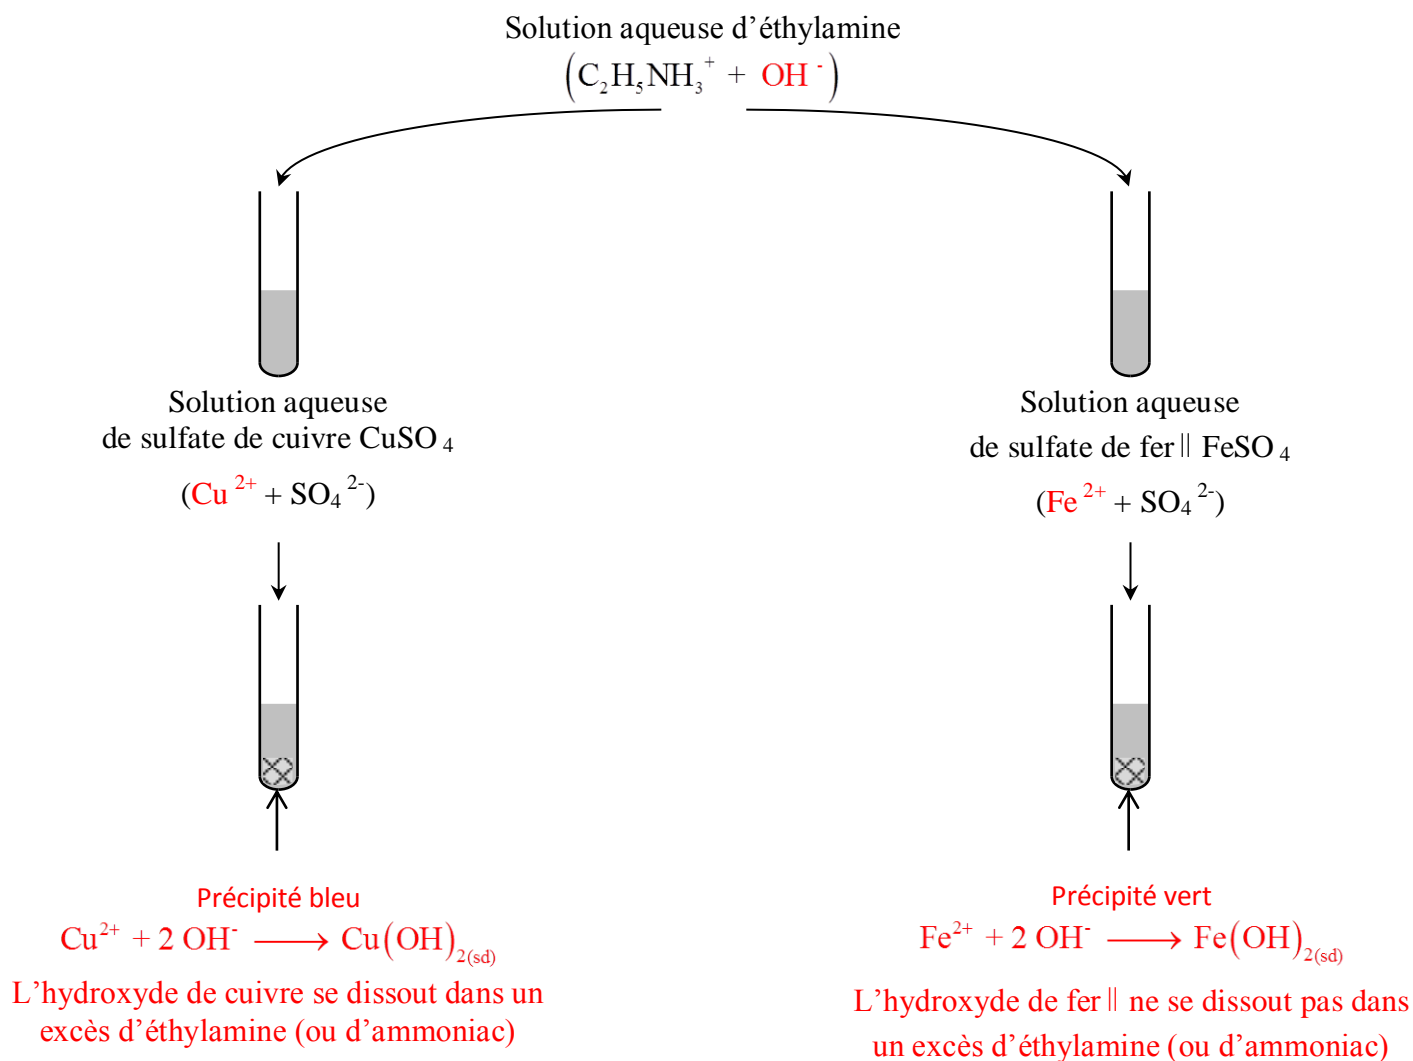 Solution aqueuse d'éthylamine
(C₂H₅NH₃⁺ + OH⁻)
Solution aqueuse
de sulfate de cuivre CuSO₄
(Cu²⁺ + SO₄²⁻)
Solution aqueuse
de sulfate de fer II FeSO₄
(Fe²⁺ + SO₄²⁻)
Précipité bleu
Cu²⁺ + 2 OH⁻ ⟶ Cu(OH)₂(sd)
L'hydroxyde de cuivre se dissout dans un
excès d'éthylamine (ou d'ammoniac)
Précipité vert
Fe²⁺ + 2 OH⁻ ⟶ Fe(OH)₂(sd)
L'hydroxyde de fer II ne se dissout pas dans
un excès d'éthylamine (ou d'ammoniac)